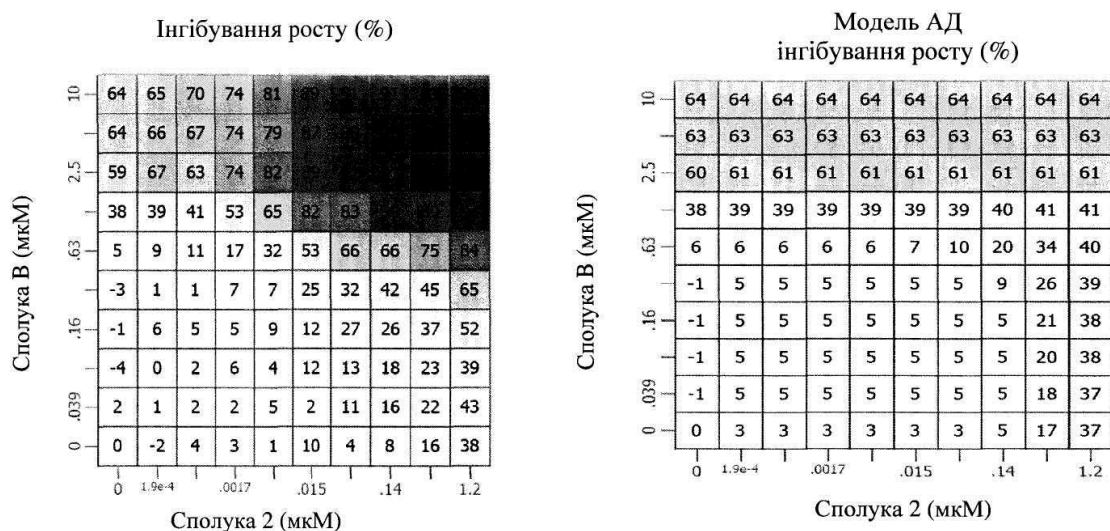 Інгібування росту (%)
Сполука В (мкМ)
10
2.5
.63
.16
.039
0
64 65 70 74 81
64 66 67 74 79
59 67 63 74 82
38 39 41 53 65 82 83
5 9 11 17 32 53 66 66 75 84
-3 1 1 7 7 25 32 42 45 65
-1 6 5 5 9 12 27 26 37 52
-4 0 2 6 4 12 13 18 23 39
2 1 2 2 5 2 11 16 22 43
0 -2 4 3 1 10 4 8 16 38
0 1.9e-4 .0017 .015 .14 1.2
Сполука 2 (мкМ)
Модель АД
інгібування росту (%)
Сполука В (мкМ)
10
2.5
.63
.16
.039
0
64 64 64 64 64 64 64 64 64 64
63 63 63 63 63 63 63 63 63 63
60 61 61 61 61 61 61 61 61 61
38 39 39 39 39 39 39 40 41 41
6 6 6 6 6 7 10 20 34 40
-1 5 5 5 5 5 5 9 26 39
-1 5 5 5 5 5 5 5 21 38
-1 5 5 5 5 5 5 5 20 38
-1 5 5 5 5 5 5 5 18 37
0 3 3 3 3 3 3 5 17 37
0 1.9e-4 .0017 .015 .14 1.2
Сполука 2 (мкМ)